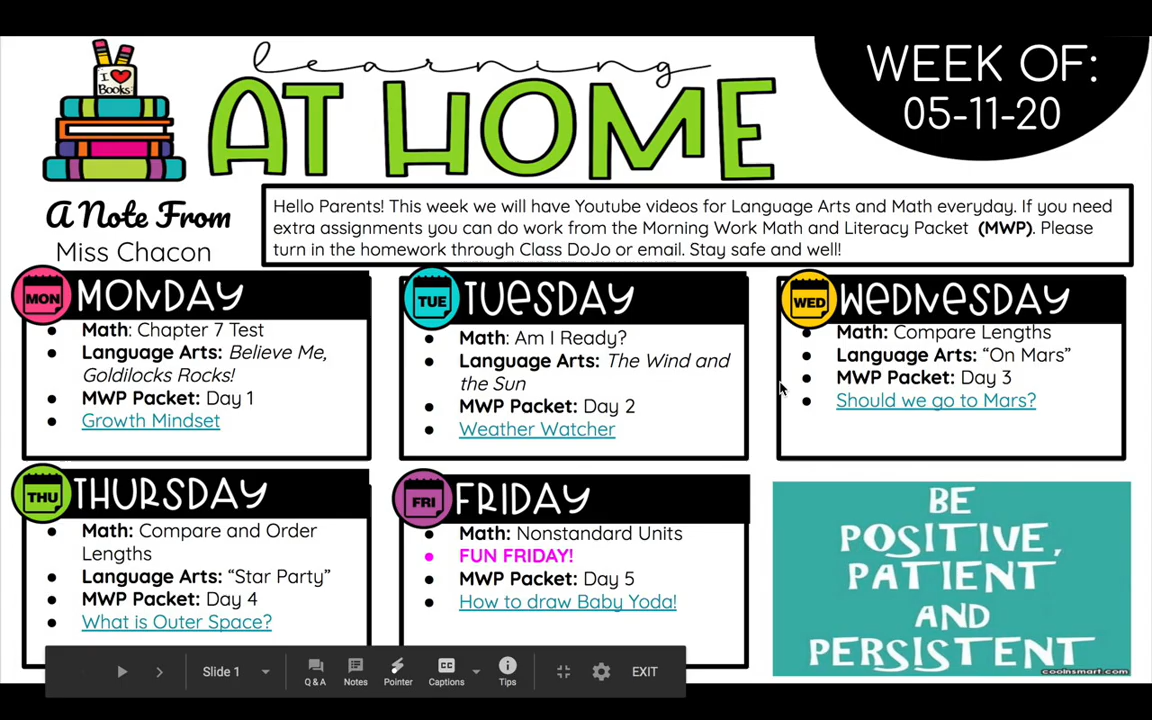 I
Books
learning
AT HOME
WEEK OF:
05-11-20
A Note From
Miss Chacon
Hello Parents! This week we will have Youtube videos for Language Arts and Math everyday. If you need
extra assignments you can do work from the Morning Work Math and Literacy Packet (MWP). Please
turn in the homework through Class DoJo or email. Stay safe and well!
MON
MONDAY
Math: Chapter 7 Test
Language Arts: Believe Me,
Goldilocks Rocks!
MWP Packet: Day 1
Growth Mindset
TUE
TUESDAY
Math: Am I Ready?
Language Arts: The Wind and
the Sun
MWP Packet: Day 2
Weather Watcher
WED
WEDNESDAY
Math: Compare Lengths
Language Arts: “On Mars”
MWP Packet: Day 3
Should we go to Mars?
THU
THURSDAY
Math: Compare and Order
Lengths
Language Arts: “Star Party”
MWP Packet: Day 4
What is Outer Space?
FRI
FRIDAY
Math: Nonstandard Units
FUN FRIDAY!
MWP Packet: Day 5
How to draw Baby Yoda!
BE
POSITIVE,
PATIENT
AND
PERSISTENT
coolnsmart.com
Slide 1
Q & A
Notes
Pointer
CC
Captions
Tips
EXIT